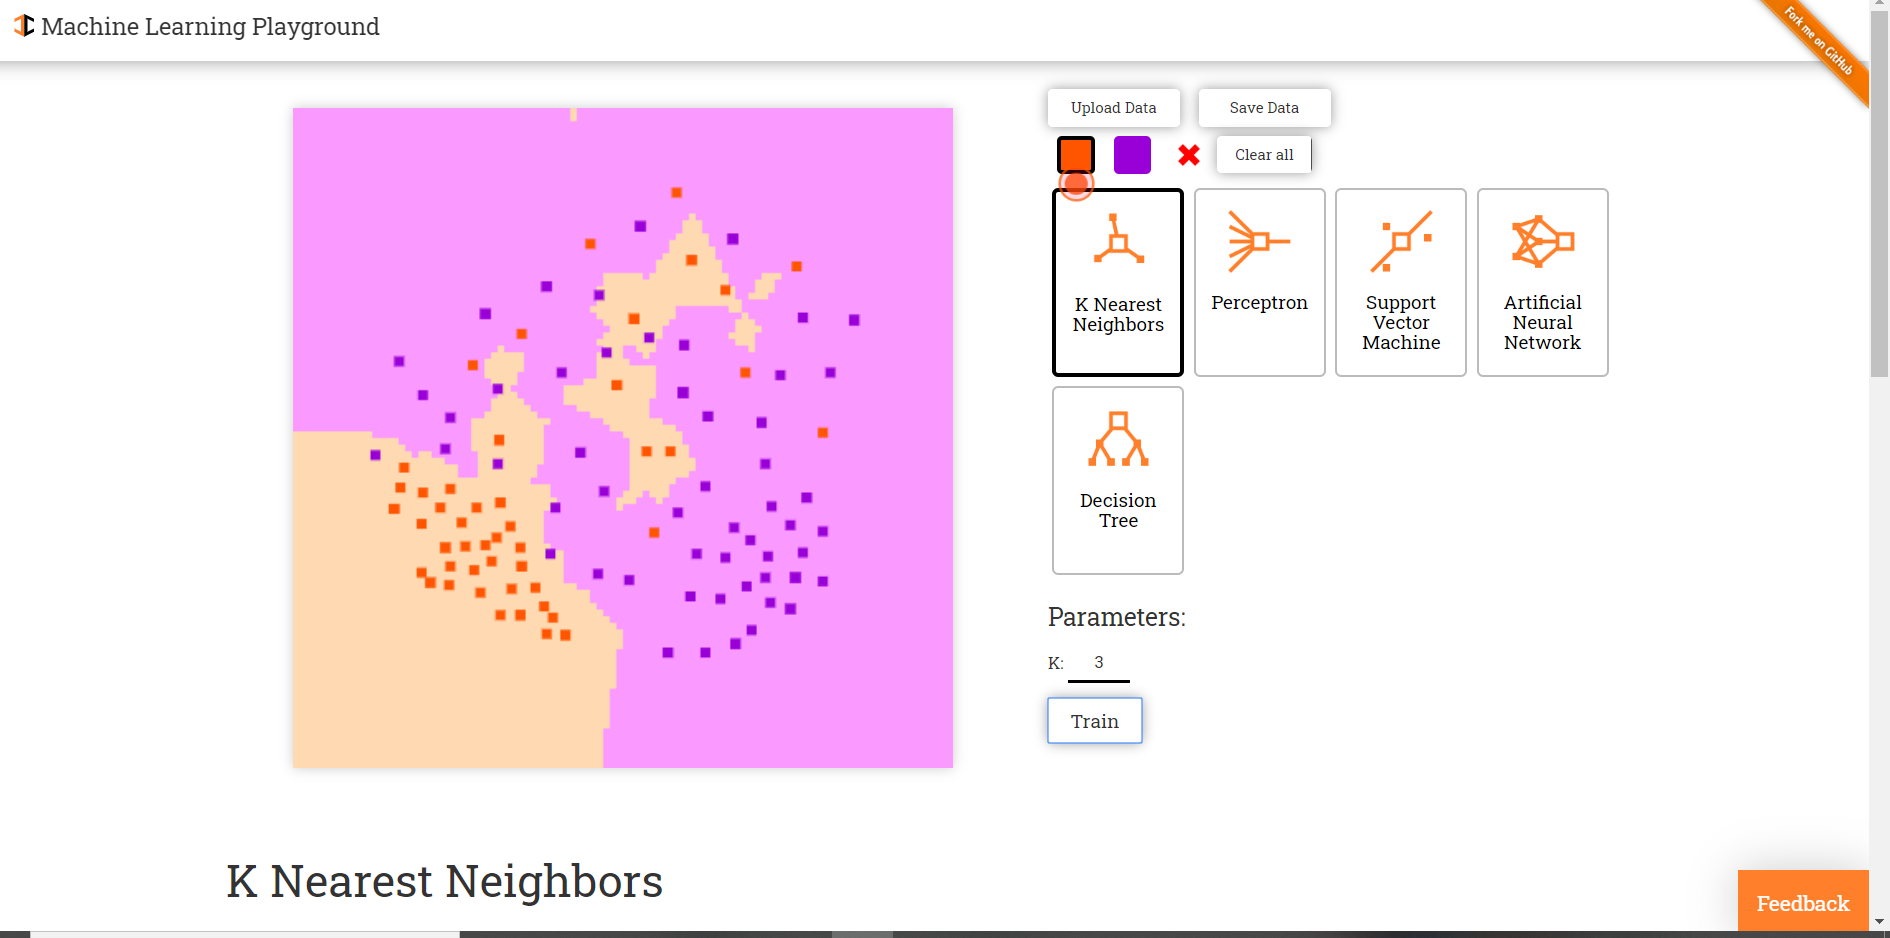 Machine Learning Playground
Fork me on GitHub
Upload Data
Save Data
Clear all
K Nearest
Neighbors
Perceptron
Support
Vector
Machine
Artificial
Neural
Network
Decision
Tree
Parameters:
K: 3
Train
K Nearest Neighbors
Feedback